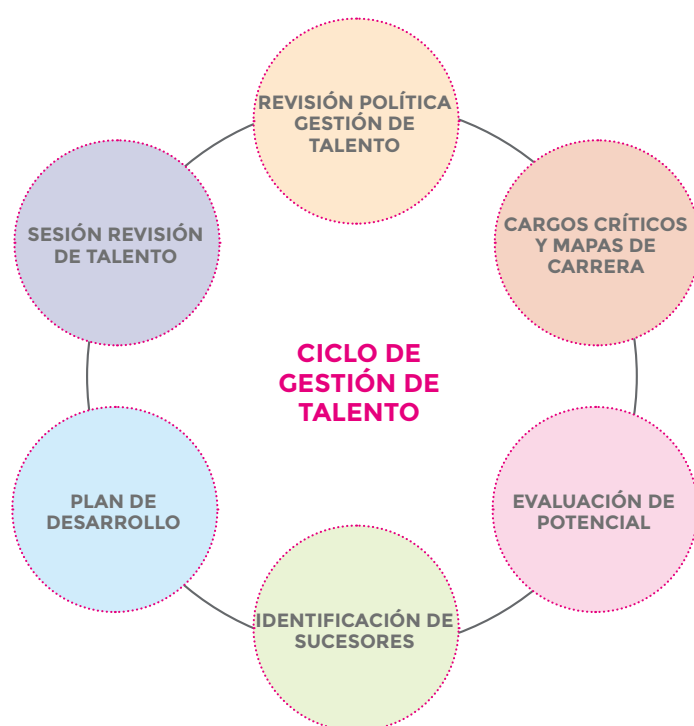 REVISIÓN POLÍTICA
GESTIÓN DE
TALENTO
CARGOS CRÍTICOS
Y MAPAS DE
CARRERA
EVALUACIÓN DE
POTENCIAL
IDENTIFICACIÓN DE
SUCESORES
PLAN DE
DESARROLLO
SESIÓN REVISIÓN
DE TALENTO
CICLO DE
GESTIÓN DE
TALENTO